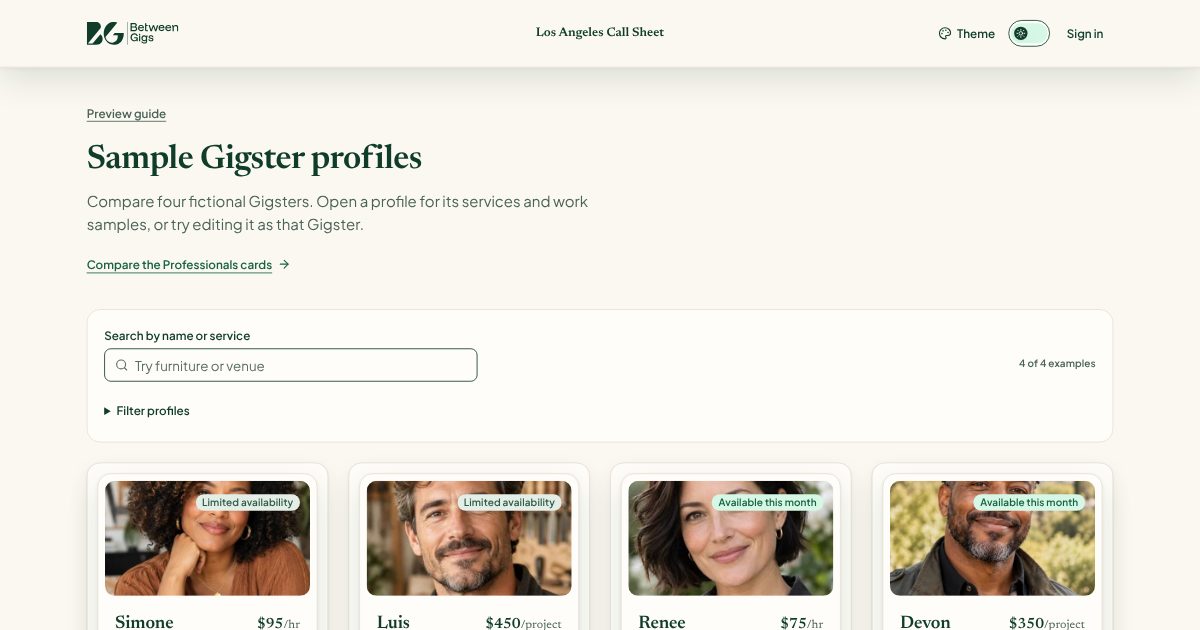 Between
Gigs
Los Angeles Call Sheet
Theme
Sign in
Preview guide
Sample Gigster profiles
Compare four fictional Gigsters. Open a profile for its services and work
samples, or try editing it as that Gigster.
Compare the Professionals cards →
Search by name or service
Try furniture or venue
4 of 4 examples
Filter profiles
Limited availability
Limited availability
Available this month
Available this month
Simone $95/hr
Luis $450/project
Renee $75/hr
Devon $350/project